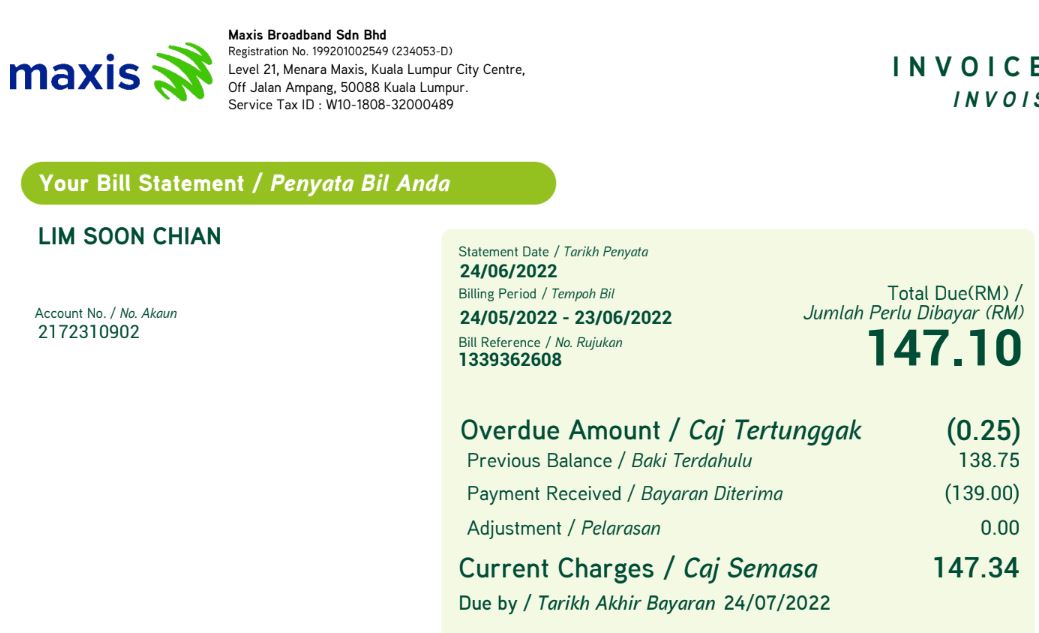 maxis
Maxis Broadband Sdn Bhd
Registration No. 199201002549 (234053-D)
Level 21, Menara Maxis, Kuala Lumpur City Centre,
Off Jalan Ampang, 50088 Kuala Lumpur.
Service Tax ID : W10-1808-32000489
INVOICE
INVOIS
Your Bill Statement / Penyata Bil Anda
LIM SOON CHIAN
Account No. / No. Akaun
2172310902
Statement Date / Tarikh Penyata
24/06/2022
Billing Period / Tempoh Bil
24/05/2022 - 23/06/2022
Bill Reference / No. Rujukan
1339362608
Total Due(RM) /
Jumlah Perlu Dibayar (RM)
147.10
Overdue Amount / Caj Tertunggak (0.25)
Previous Balance / Baki Terdahulu 138.75
Payment Received / Bayaran Diterima (139.00)
Adjustment / Pelarasan 0.00
Current Charges / Caj Semasa 147.34
Due by / Tarikh Akhir Bayaran 24/07/2022